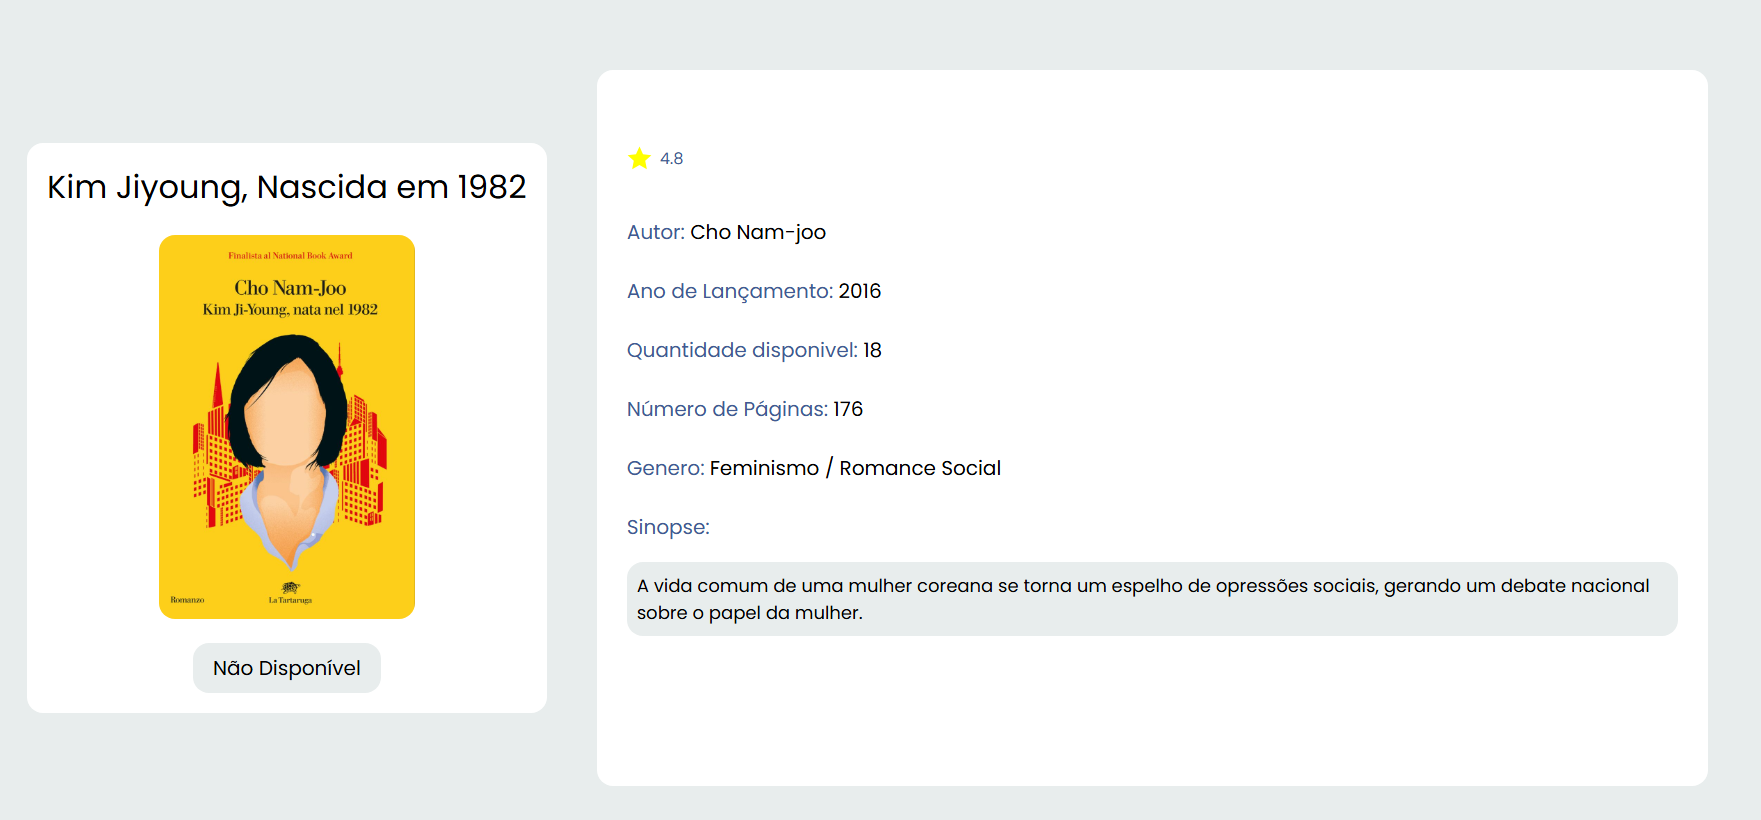 Kim Jiyoung, Nascida em 1982
Finalista al National Book Award
Cho Nam-Joo
Kim Ji-Young, nata nel 1982
Romanzo
La Tartaruga
Não Disponível
4.8
Autor: Cho Nam-joo
Ano de Lançamento: 2016
Quantidade disponivel: 18
Número de Páginas: 176
Genero: Feminismo / Romance Social
Sinopse:
A vida comum de uma mulher coreana se torna um espelho de opressões sociais, gerando um debate nacional
sobre o papel da mulher.